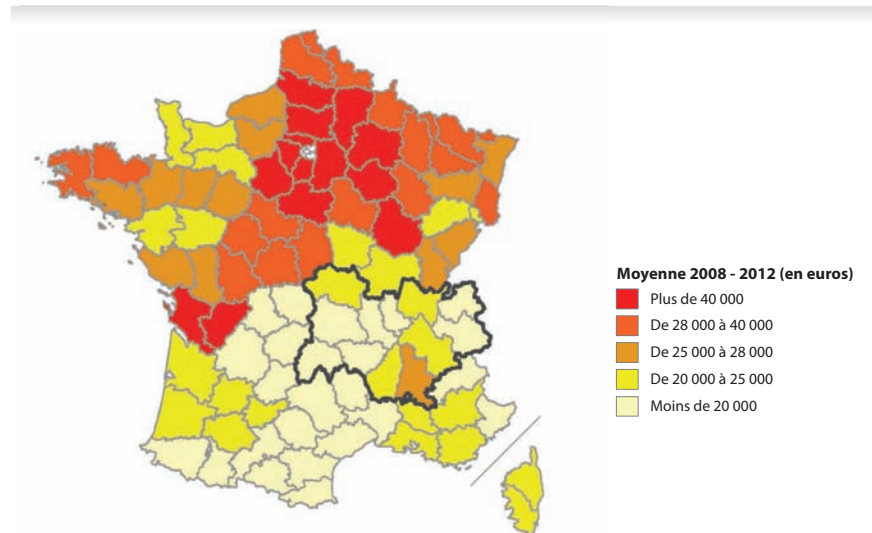 Moyenne 2008 - 2012 (en euros)
Plus de 40 000
De 28 000 à 40 000
De 25 000 à 28 000
De 20 000 à 25 000
Moins de 20 000